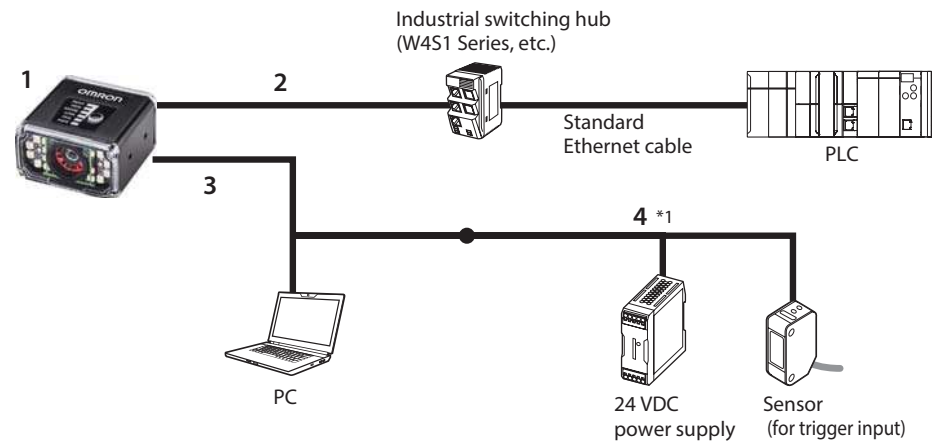 Industrial switching hub
(W4S1 Series, etc.)
1
OMRON
2
Standard
Ethernet cable
PLC
3
4 *1
PC
24 VDC
power supply
Sensor
(for trigger input)